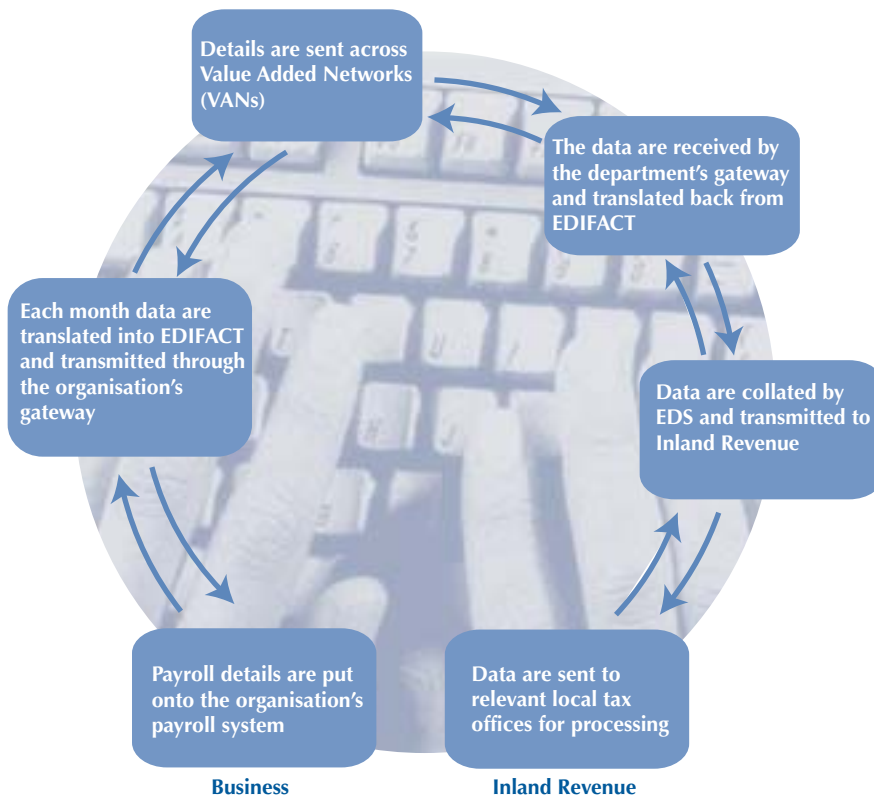 Details are sent across
Value Added Networks
(VANs)
The data are received by
the department's gateway
and translated back from
EDIFACT
Each month data are
translated into EDIFACT
and transmitted through
the organisation's
gateway
Data are collated by
EDS and transmitted to
Inland Revenue
Payroll details are put
onto the organisation's
payroll system
Data are sent to
relevant local tax
offices for processing
Business
Inland Revenue